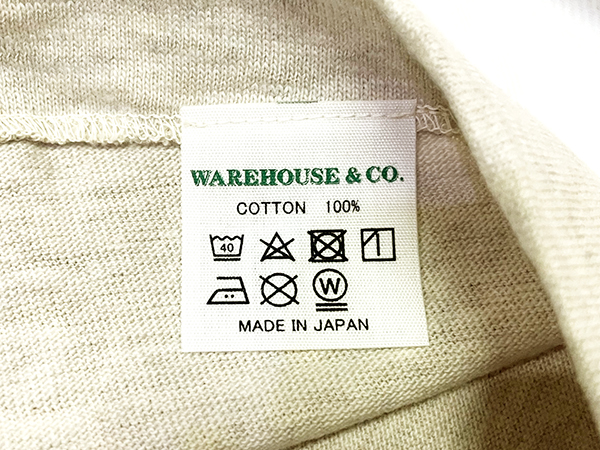 WAREHOUSE & CO.
COTTON 100%
40
W
MADE IN JAPAN